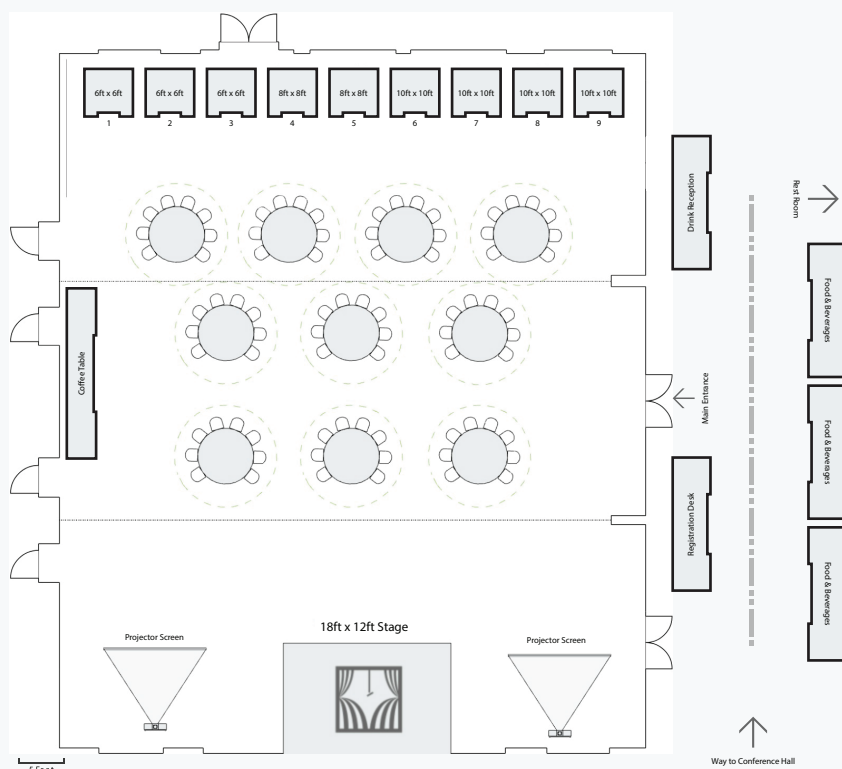 6ft x 6ft
6ft x 6ft
6ft x 6ft
8ft x 8ft
8ft x 8ft
10ft x 10ft
10ft x 10ft
10ft x 10ft
10ft x 10ft
1
2
3
4
5
6
7
8
9
Drink Reception
Rest Room
Food & Beverages
Coffee Table
Main Entrance
Food & Beverages
Registration Desk
Food & Beverages
18ft x 12ft Stage
Projector Screen
Projector Screen
Way to Conference Hall
5 Feet